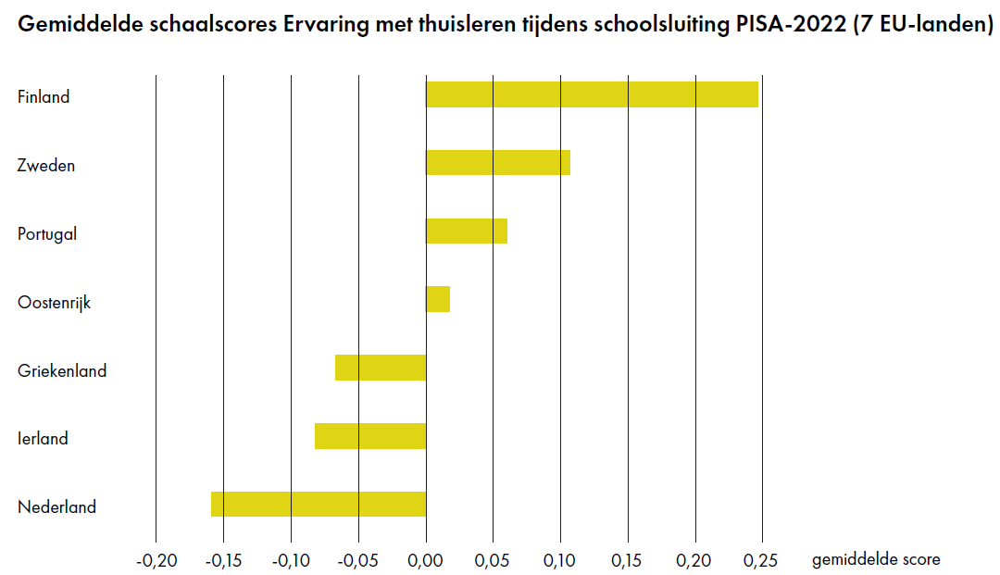 Gemiddelde schaalscores Ervaring met thuisleren tijdens schoolsluiting PISA-2022 (7 EU-landen)
Finland
Zweden
Portugal
Oostenrijk
Griekenland
Ierland
Nederland
-0,20 -0,15 -0,10 -0,05 0,00 0,05 0,10 0,15 0,20 0,25 gemiddelde score